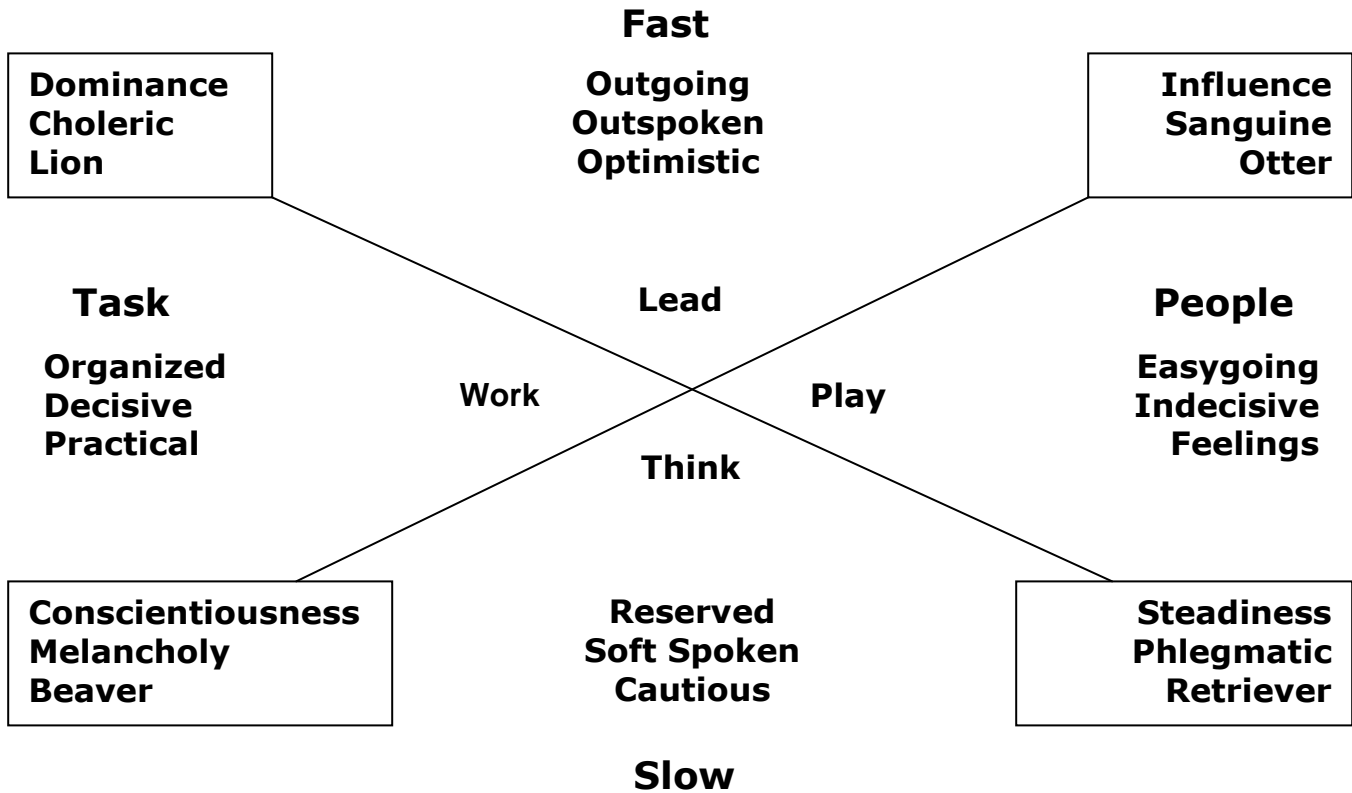 Fast
Dominance
Choleric
Lion
Outgoing
Outspoken
Optimistic
Influence
Sanguine
Otter
Task
Organized
Decisive
Practical
Lead
Work
Play
Think
People
Easygoing
Indecisive
Feelings
Conscientiousness
Melancholy
Beaver
Reserved
Soft Spoken
Cautious
Steadiness
Phlegmatic
Retriever
Slow